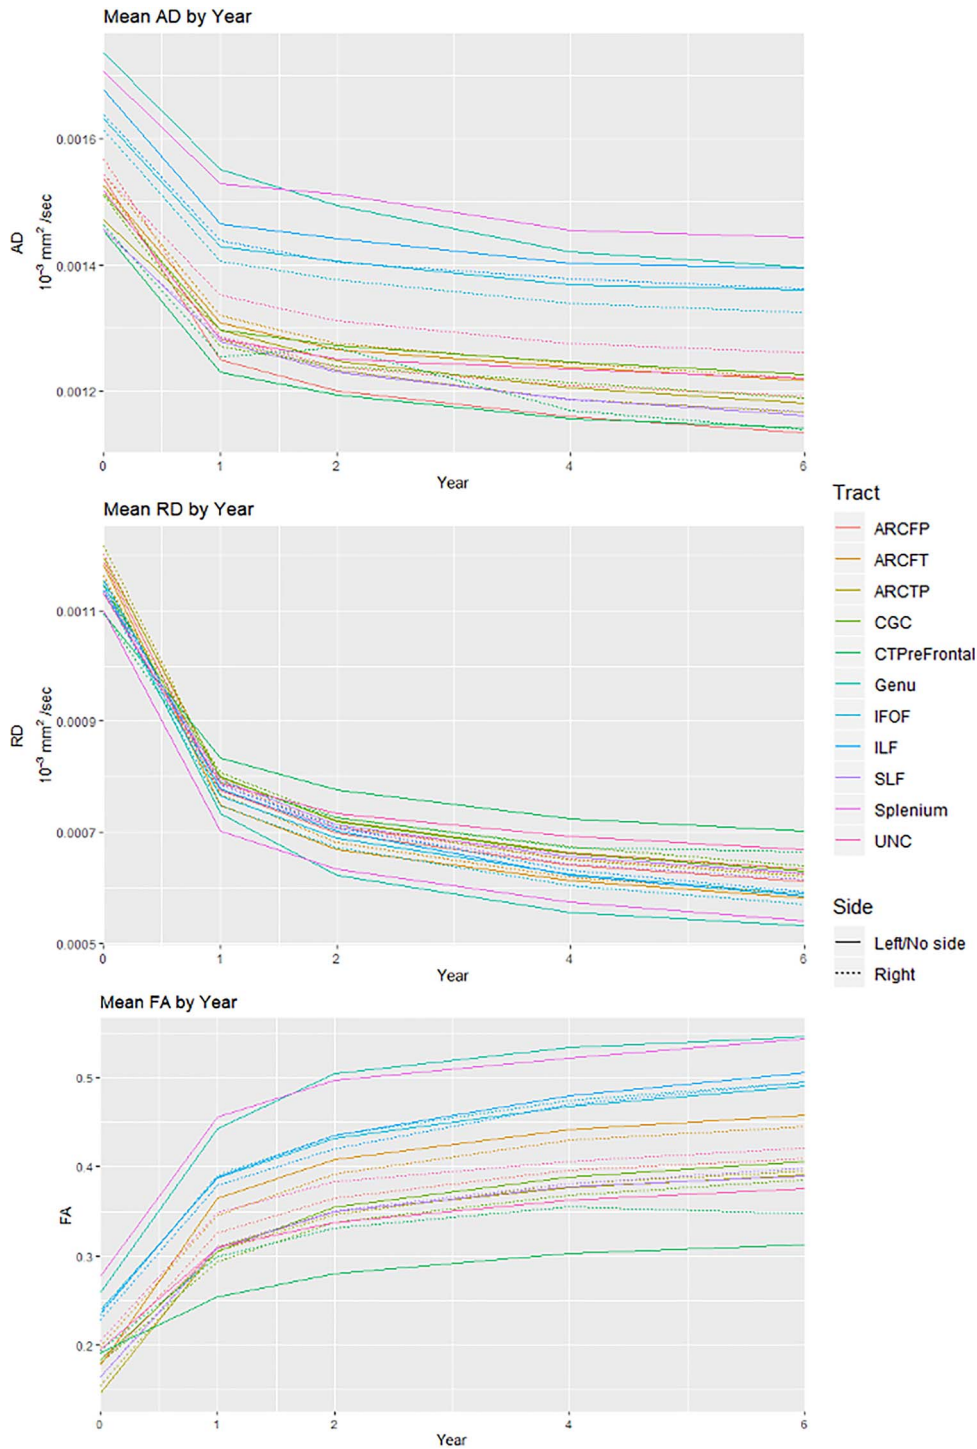 Mean AD by Year
0.0016
0.0014
0.0012
AD
10⁻³ mm² /sec
0 1 2 4 6
Year
Mean RD by Year
0.0011
0.0009
0.0007
0.0005
RD
10⁻³ mm² /sec
0 1 2 4 6
Year
Mean FA by Year
0.5
0.4
0.3
0.2
FA
0 1 2 4 6
Year
Tract
ARCFP
ARCFT
ARCTP
CGC
CTPreFrontal
Genu
IFOF
ILF
SLF
Splenium
UNC
Side
Left/No side
Right